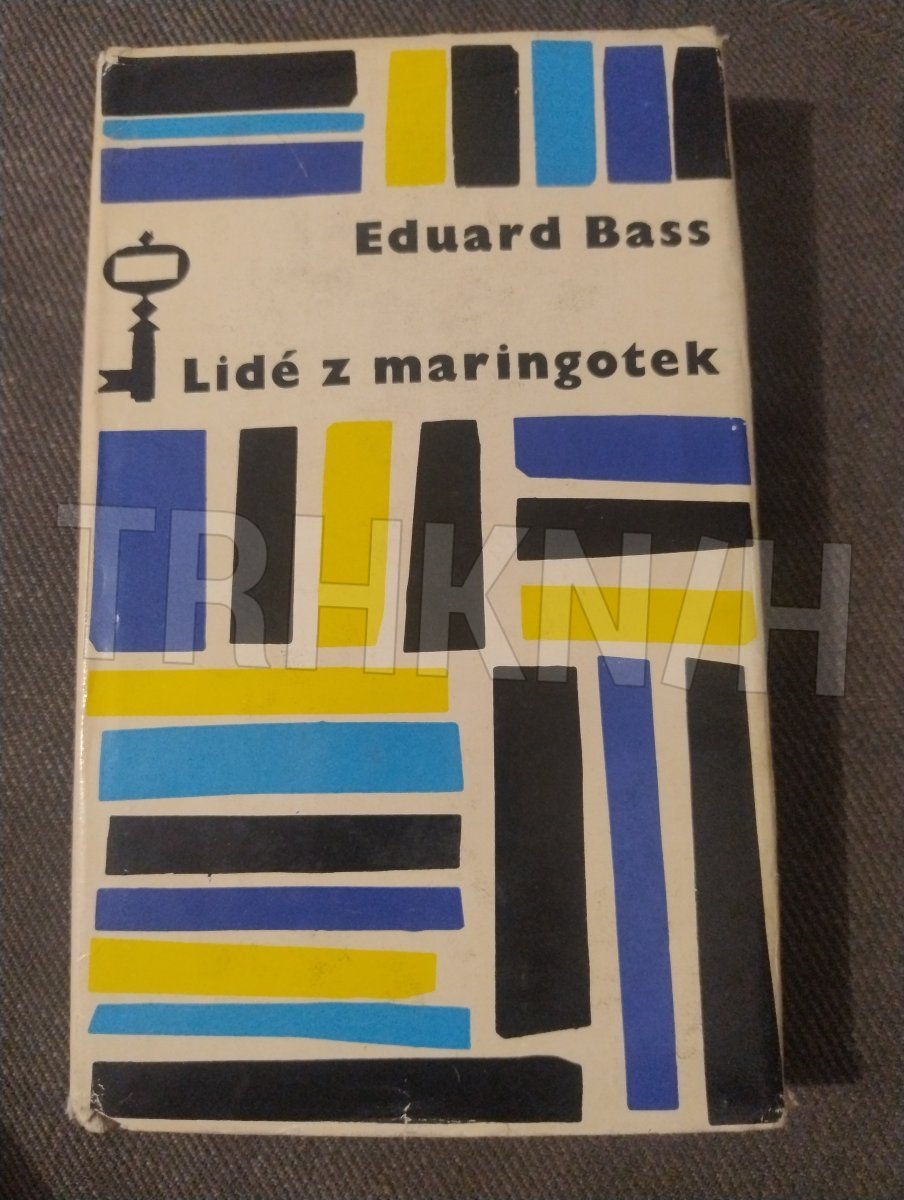 Eduard Bass
Lidé z maringotek
TRHKNIH